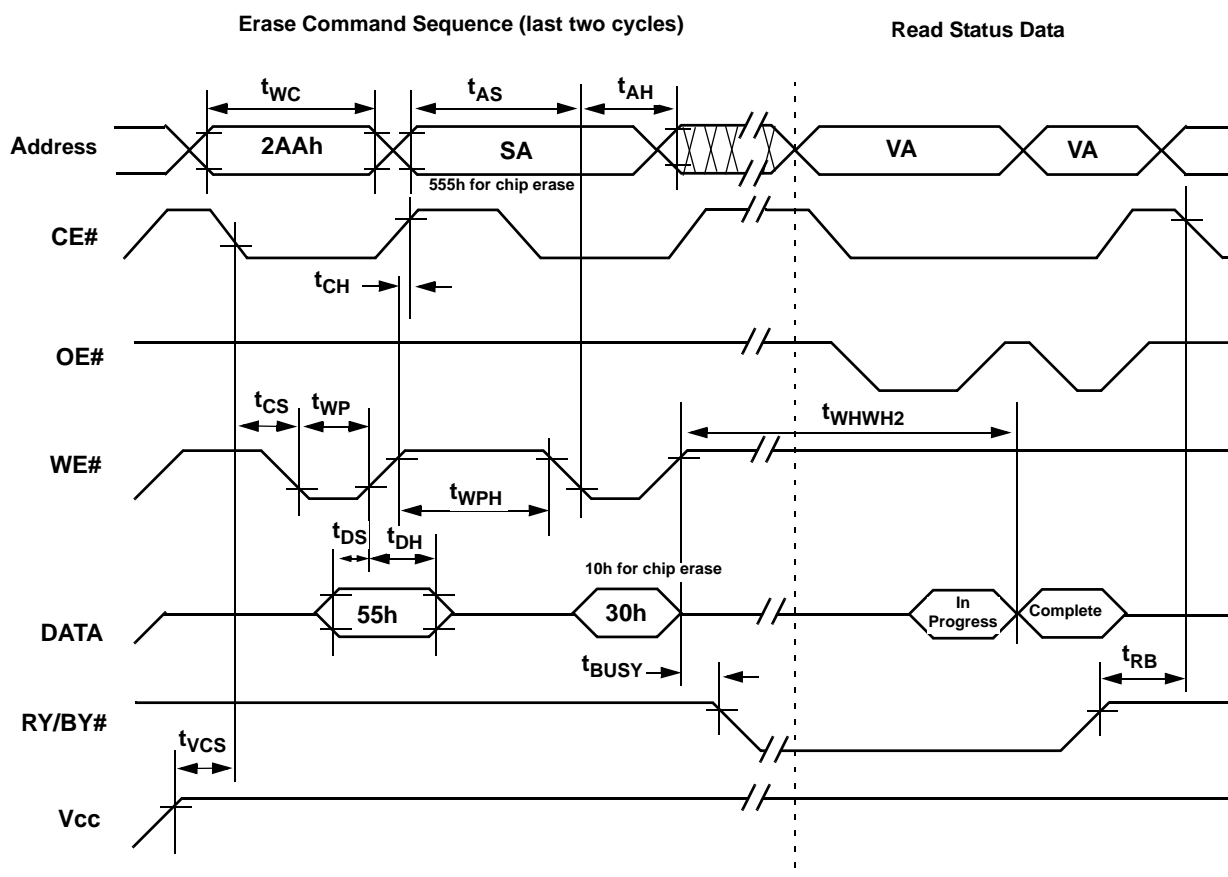 Erase Command Sequence (last two cycles)
Read Status Data
tWC
tAS
tAH
Address
2AAh
SA
VA
VA
555h for chip erase
CE#
tCH
OE#
tCS
tWP
tWHWH2
WE#
tWPH
tDS
tDH
10h for chip erase
DATA
55h
30h
In
Progress
Complete
tBUSY
tRB
RY/BY#
tVCS
Vcc